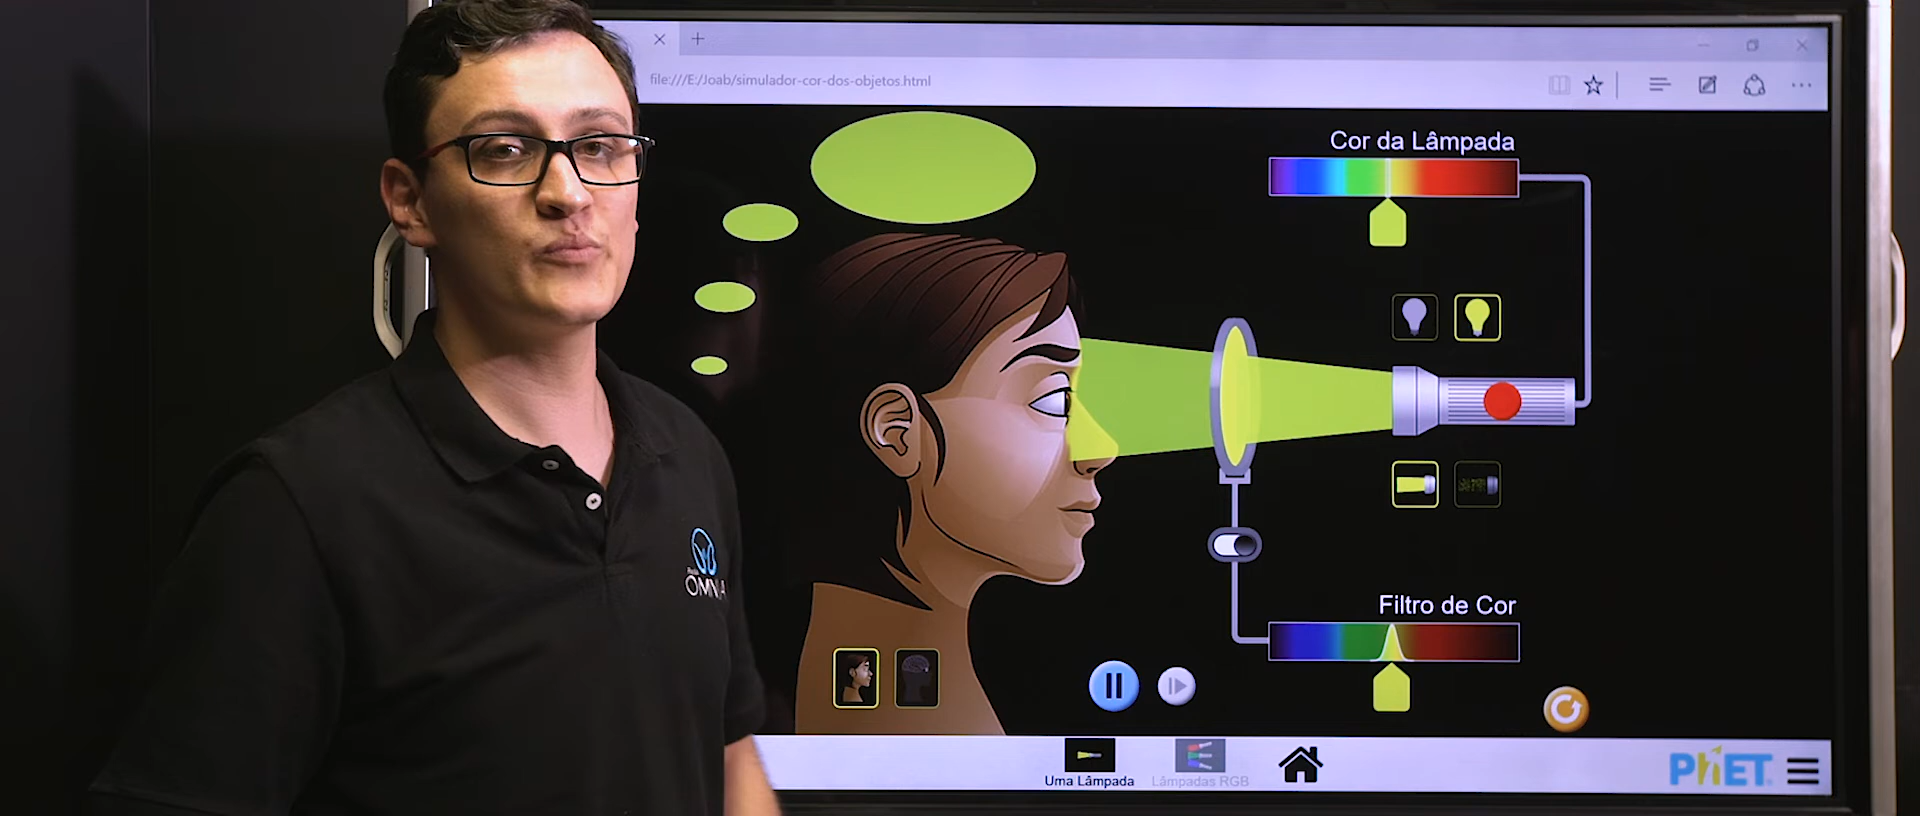 file:///E:/Joab/simulador-cor-dos-objetos.html
Cor da Lâmpada
OMNIA
Filtro de Cor
Uma Lâmpada
Lâmpadas RGB
PhET